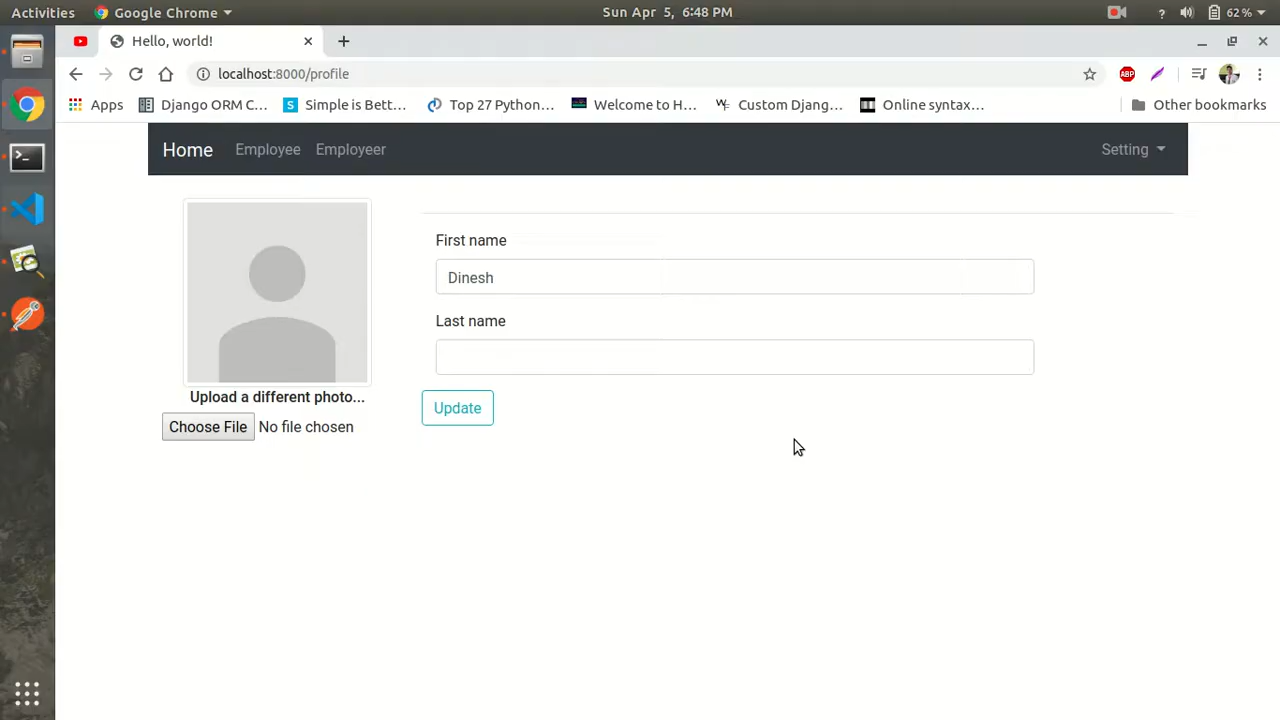 Activities Google Chrome Sun Apr 5, 6:48 PM ? 62%
Hello, world!
localhost:8000/profile ABP
Apps Django ORM C... S Simple is Bett... Top 27 Python... Welcome to H... Custom Djang... Online syntax... Other bookmarks
Home Employee Employeer Setting
First name
Dinesh
Last name
Upload a different photo...
Update
Choose File No file chosen